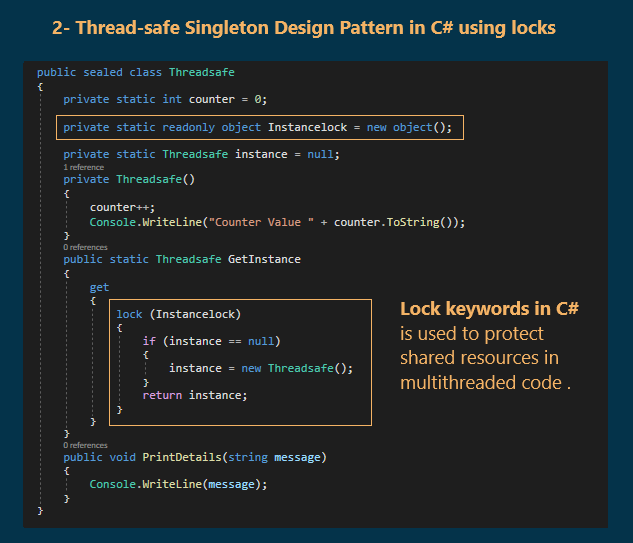 2- Thread-safe Singleton Design Pattern in C# using locks
public sealed class Threadsafe
{
private static int counter = 0;
private static readonly object Instancelock = new object();
private static Threadsafe instance = null;
1 reference
private Threadsafe()
{
counter++;
Console.WriteLine("Counter Value " + counter.ToString());
}
0 references
public static Threadsafe GetInstance
{
get
{
lock (Instancelock)
{
if (instance == null)
{
instance = new Threadsafe();
}
return instance;
}
}
}
0 references
public void PrintDetails(string message)
{
Console.WriteLine(message);
}
}
Lock keywords in C#
is used to protect
shared resources in
multithreaded code .